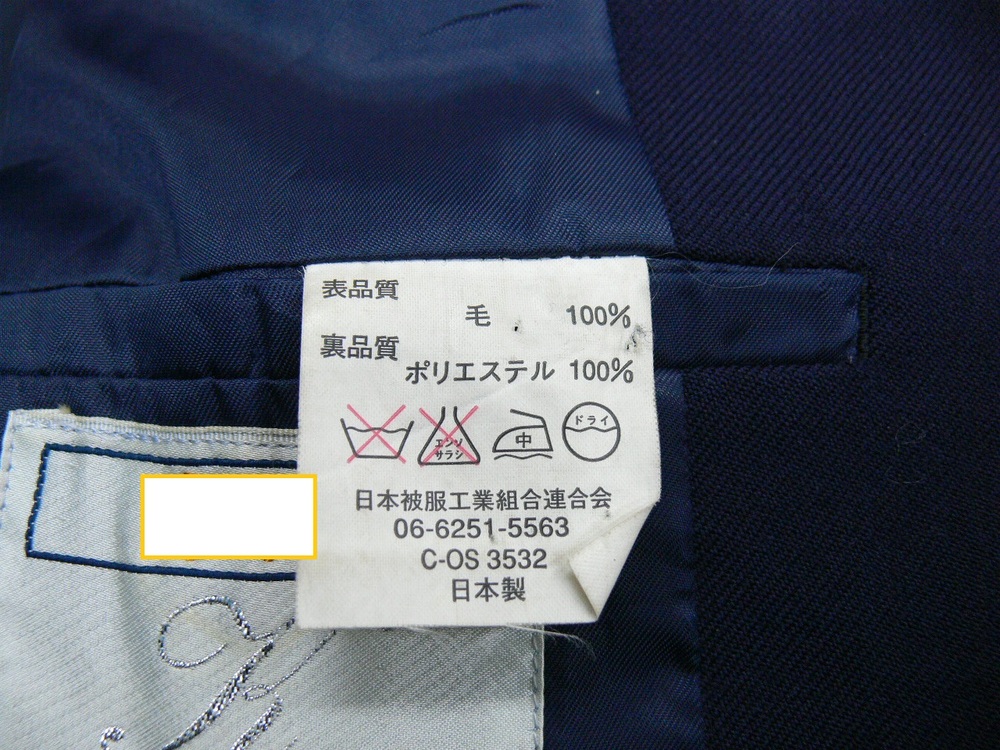 表品質
毛 100%
裏品質
ポリエステル 100%
エンソ
サラシ
中
ドライ
日本被服工業組合連合会
06-6251-5563
C-OS 3532
日本製